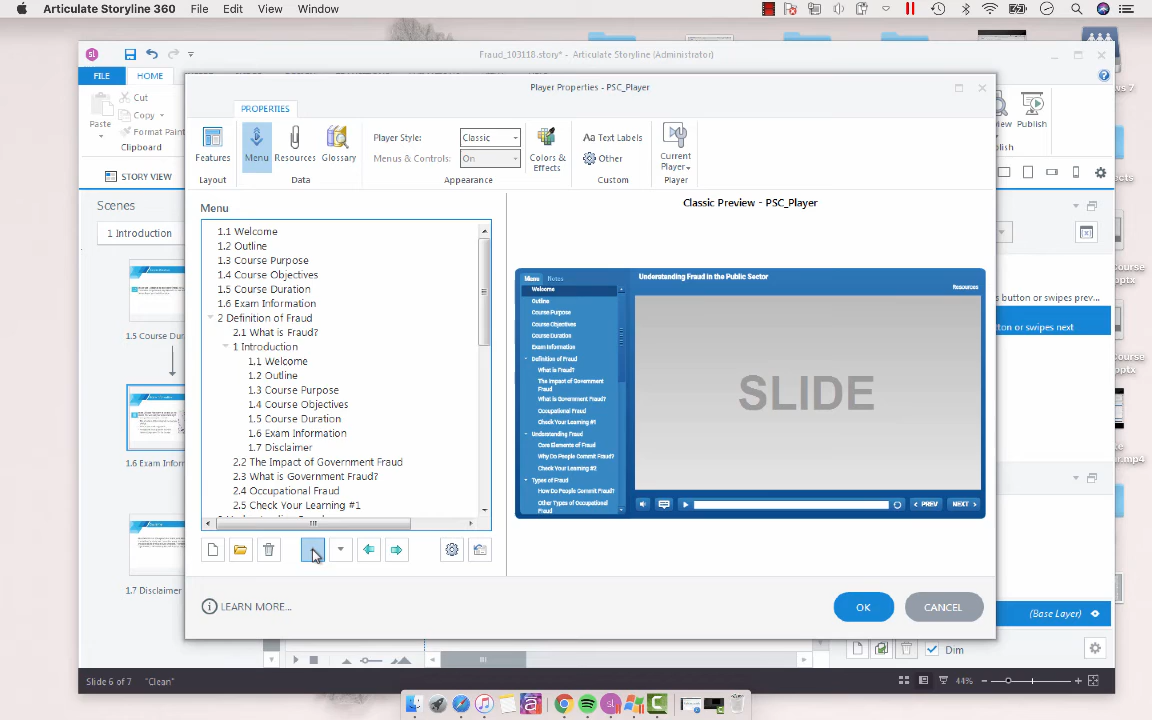 Articulate Storyline 360 File Edit View Window
Fraud_103118.story* - Articulate Storyline (Administrator)
FILE HOME
Player Properties - PSC_Player
PROPERTIES
Cut
Copy
Format Paint
Paste
Clipboard
Features
Menu
Resources
Glossary
Layout
Data
Player Style: Classic
Menus & Controls: On
Colors &
Effects
Appearance
Aa Text Labels
Other
Custom
Current
Player
Player
Publish
STORY VIEW
Scenes
1 Introduction
1.6 Exam Inform
1.7 Disclaimer
Menu
1.1 Welcome
1.2 Outline
1.3 Course Purpose
1.4 Course Objectives
1.5 Course Duration
1.6 Exam Information
2 Definition of Fraud
2.1 What is Fraud?
1 Introduction
1.1 Welcome
1.2 Outline
1.3 Course Purpose
1.4 Course Objectives
1.5 Course Duration
1.6 Exam Information
1.7 Disclaimer
2.2 The Impact of Government Fraud
2.3 What is Government Fraud?
2.4 Occupational Fraud
2.5 Check Your Learning #1
Classic Preview - PSC_Player
Menu Notes
Understanding Fraud in the Public Sector
Resources
Welcome
Outline
Course Purpose
Course Objectives
Course Duration
Exam Information
Definition of Fraud
What is Fraud?
The Impact of Government
Fraud
What is Government Fraud?
Occupational Fraud
Check Your Learning #1
Understanding Fraud
Core Elements of Fraud
Why Do People Commit Fraud?
Check Your Learning #2
Types of Fraud
How Do People Commit Fraud?
Other Types of Occupational
Fraud
SLIDE
PREV NEXT
button or swipes prev...
ton or swipes next
LEARN MORE...
OK CANCEL
(Base Layer)
Dim
Slide 6 of 7 "Clean"
44%